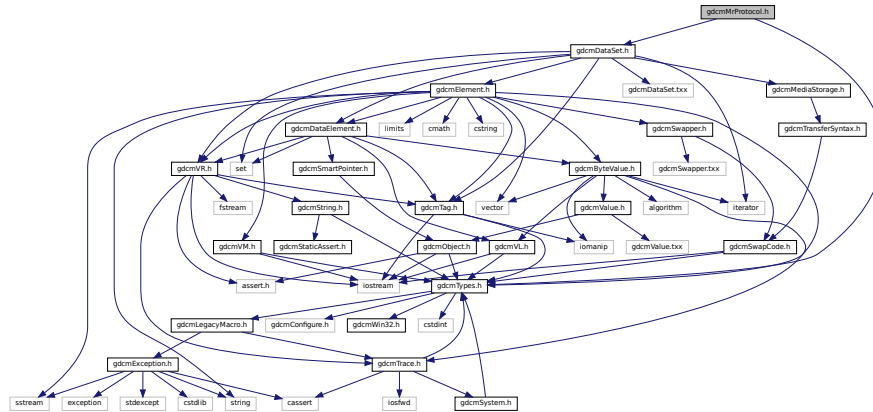 gdcmMrProtocol.h
gdcmDataSet.h
gdcmElement.h
gdcmDataSet.txx
gdcmMediaStorage.h
gdcmDataElement.h
limits
cmath
cstring
gdcmSwapper.h
gdcmTransferSyntax.h
gdcmVR.h
set
gdcmSmartPointer.h
gdcmByteValue.h
gdcmSwapper.txx
fstream
gdcmString.h
gdcmTag.h
vector
gdcmValue.h
algorithm
iterator
gdcmVM.h
gdcmStaticAssert.h
gdcmObject.h
gdcmVL.h
iomanip
gdcmValue.txx
gdcmSwapCode.h
assert.h
iostream
gdcmTypes.h
gdcmLegacyMacro.h
gdcmConfigure.h
gdcmWin32.h
cstdint
gdcmException.h
gdcmTrace.h
sstream
exception
stdexcept
cstdlib
string
cassert
iosfwd
gdcmSystem.h